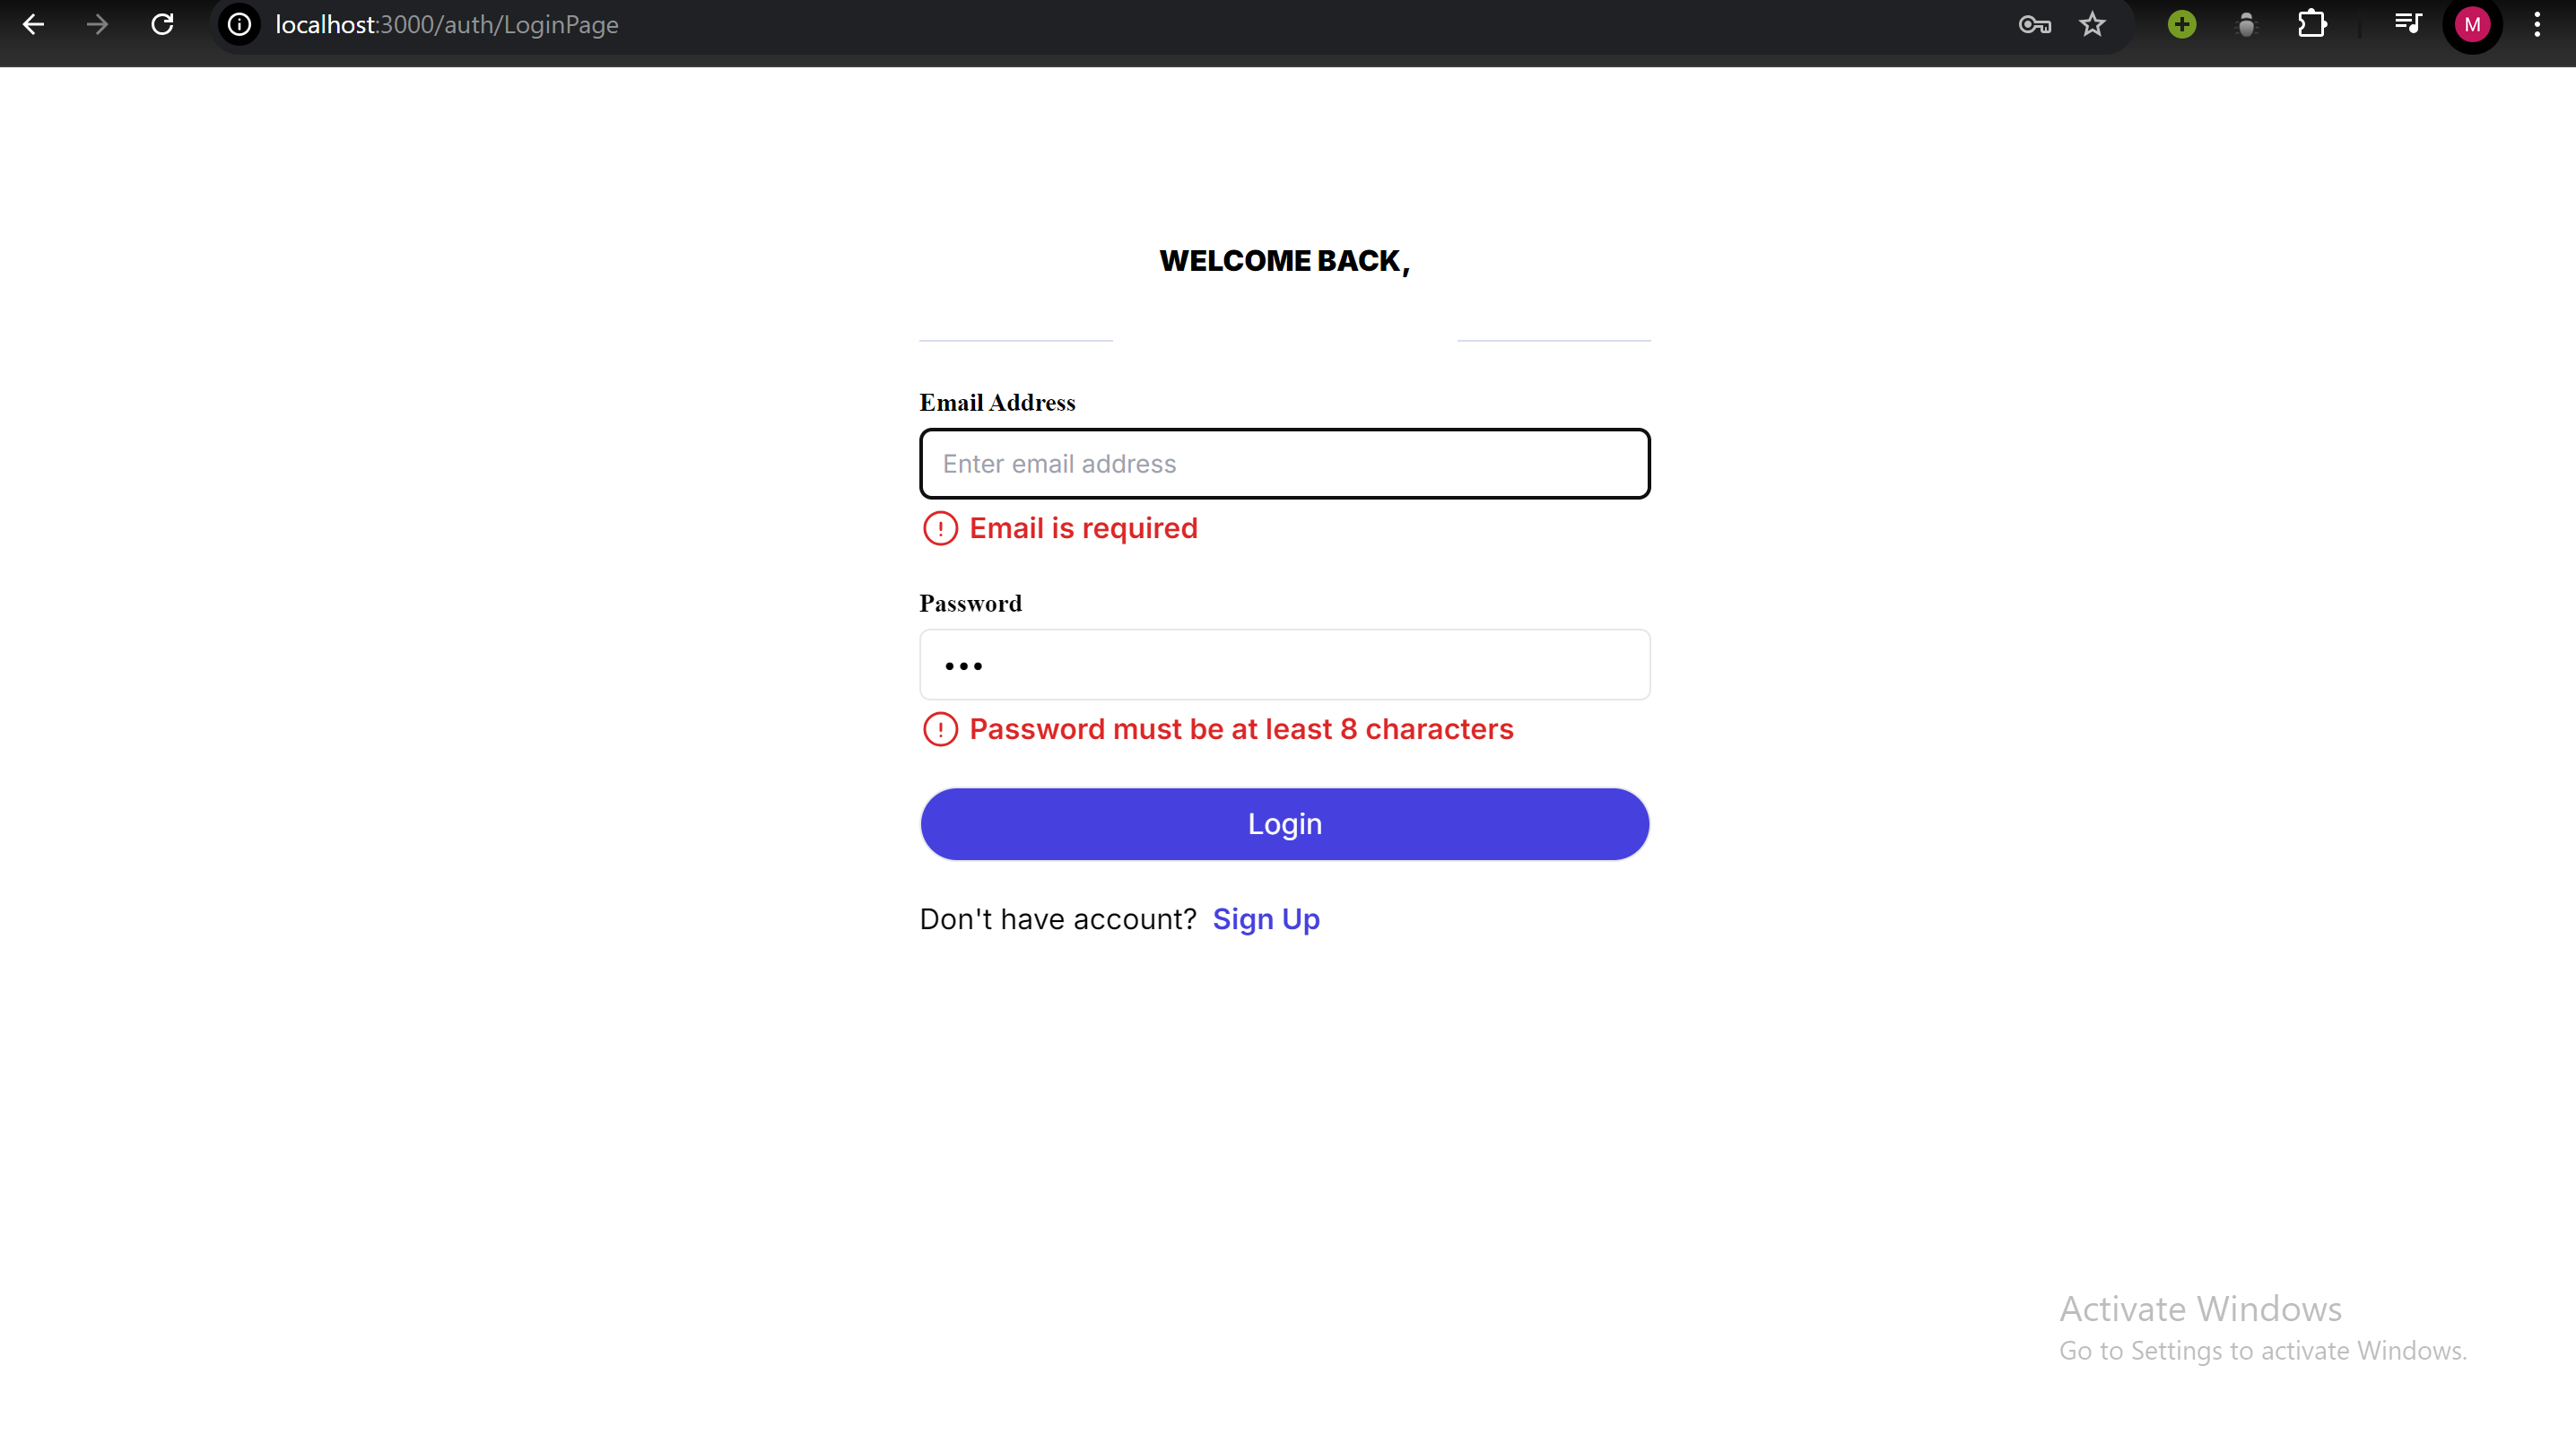 localhost:3000/auth/LoginPage
M
WELCOME BACK,
Email Address
Enter email address
Email is required
Password
Password must be at least 8 characters
Login
Don't have account? Sign Up
Activate Windows
Go to Settings to activate Windows.